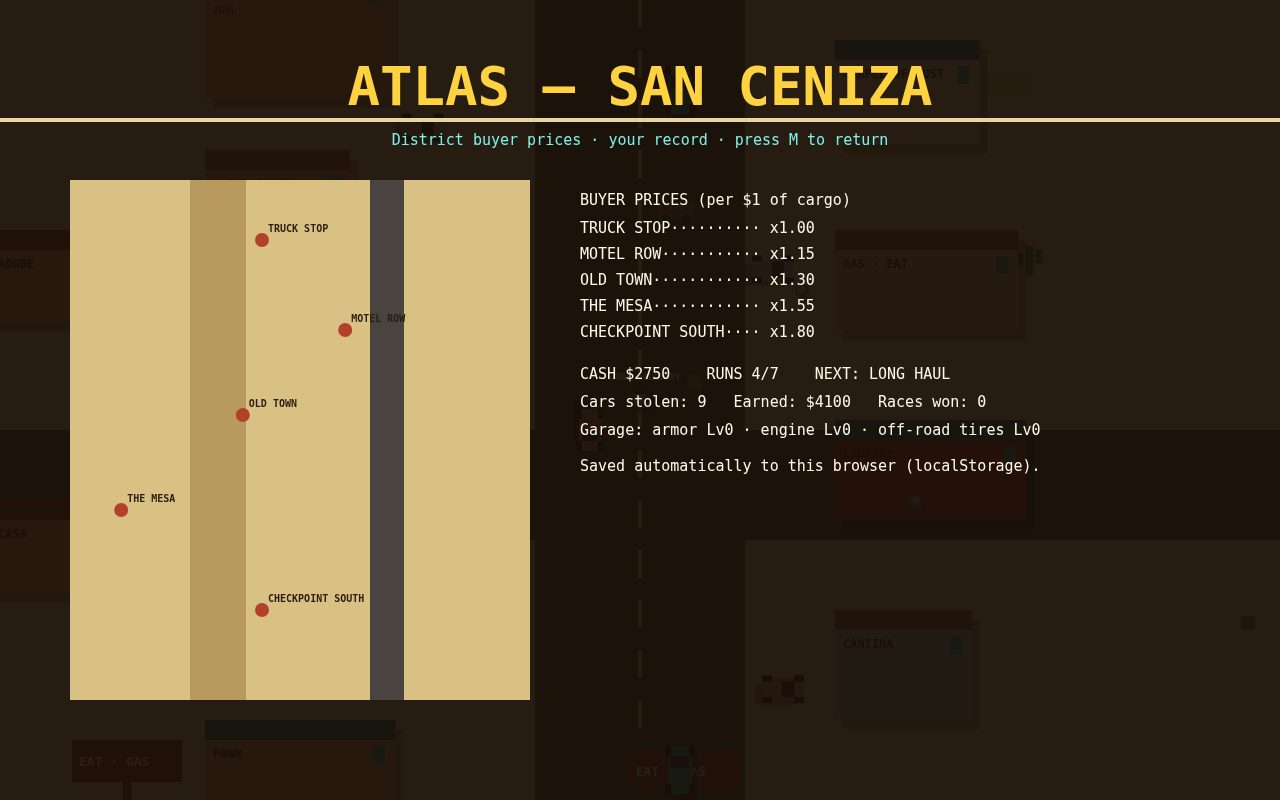 POOL
ATLAS — SAN CENIZA
District buyer prices · your record · press M to return
BUYER PRICES (per $1 of cargo)
TRUCK STOP·········· x1.00
MOTEL ROW··········· x1.15
OLD TOWN············ x1.30
THE MESA············ x1.55
CHECKPOINT SOUTH···· x1.80
CASH $2750    RUNS 4/7    NEXT: LONG HAUL
Cars stolen: 9   Earned: $4100   Races won: 0
Garage: armor Lv0 · engine Lv0 · off-road tires Lv0
Saved automatically to this browser (localStorage).
TRUCK STOP
MOTEL ROW
OLD TOWN
THE MESA
CHECKPOINT SOUTH
ADOBE
GAS · EAT
CASA
CANTINA
EAT · GAS
PAWN
EAT